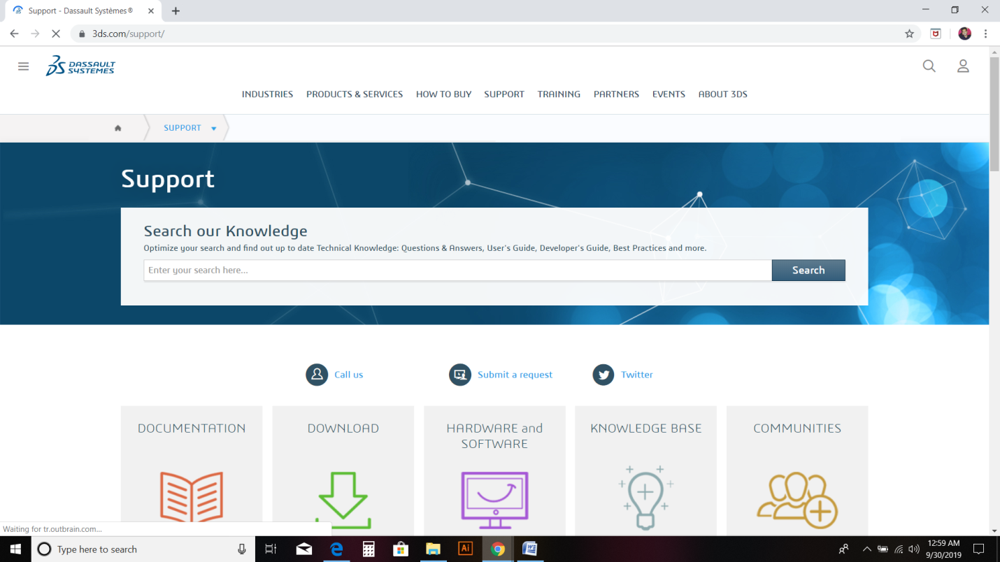 Support - Dassault Systèmes®
3ds.com/support/
DASSAULT
SYSTEMES
INDUSTRIES PRODUCTS & SERVICES HOW TO BUY SUPPORT TRAINING PARTNERS EVENTS ABOUT 3DS
SUPPORT
Support
Search our Knowledge
Optimize your search and find out up to date Technical Knowledge: Questions & Answers, User's Guide, Developer's Guide, Best Practices and more.
Enter your search here... Search
Call us Submit a request Twitter
DOCUMENTATION DOWNLOAD HARDWARE and KNOWLEDGE BASE COMMUNITIES
SOFTWARE
Waiting for tr.outbrain.com...
Type here to search
Ai
12:59 AM
9/30/2019